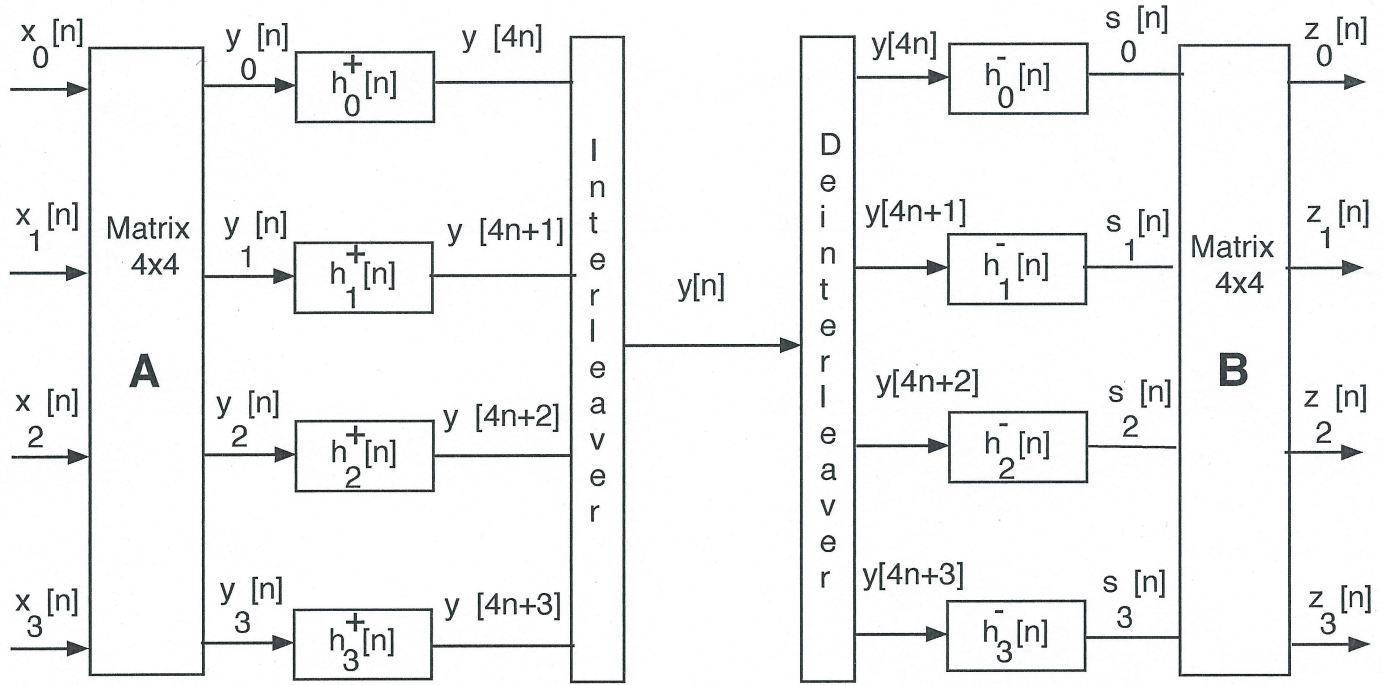 x0[n]
y0[n]
h0+[n]
y [4n]
y[4n]
h0-[n]
s0[n]
z0[n]
x1[n]
Matrix
4x4
A
y1[n]
h1+[n]
y [4n+1]
Interleaver
y[n]
Deinterleaver
y[4n+1]
h1-[n]
s1[n]
Matrix
4x4
B
z1[n]
x2[n]
y2[n]
h2+[n]
y [4n+2]
y[4n+2]
h2-[n]
s2[n]
z2[n]
x3[n]
y3[n]
h3+[n]
y [4n+3]
y[4n+3]
h3-[n]
s3[n]
z3[n]